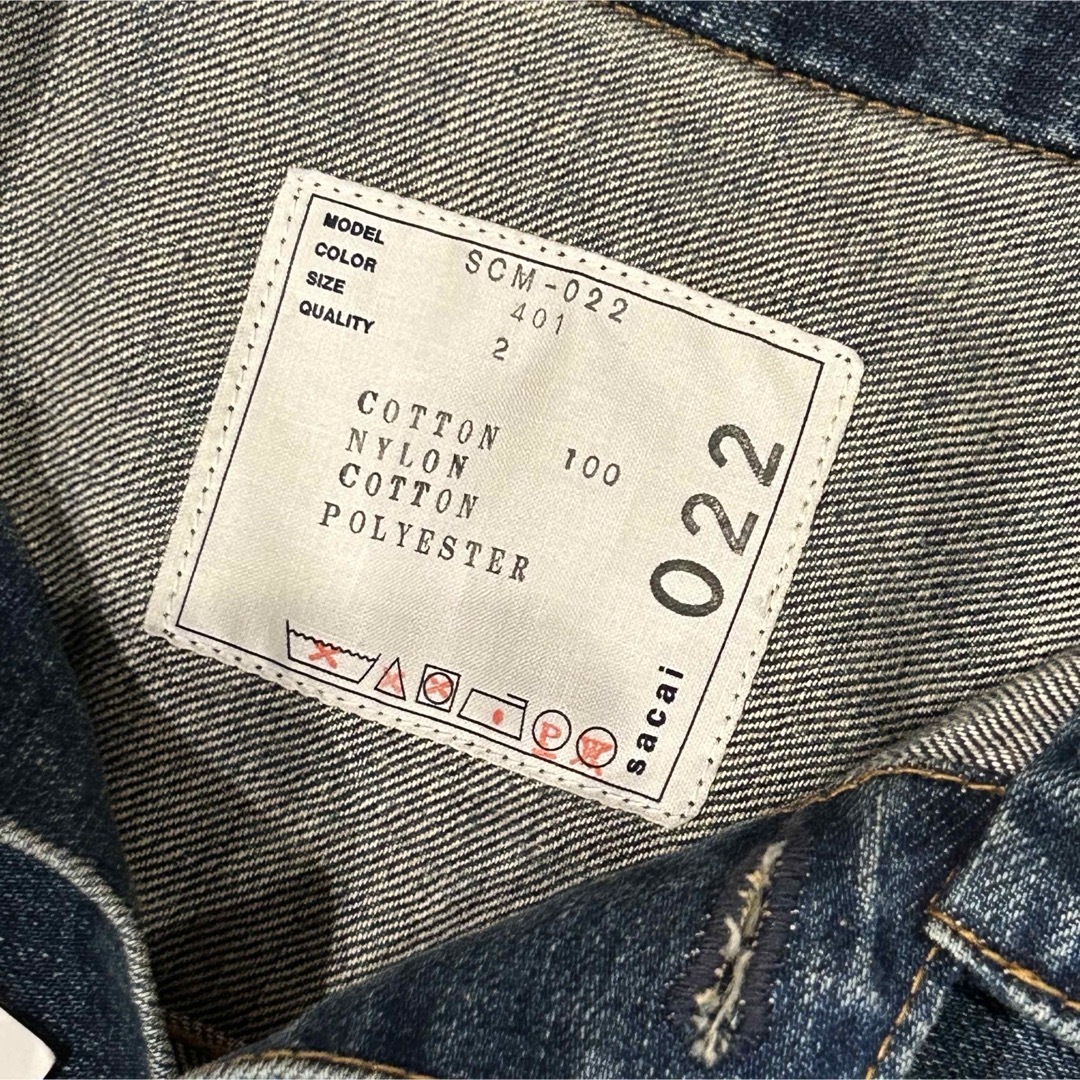 MODEL SCM-022
COLOR 401
SIZE 2
QUALITY
COTTON 100
NYLON
COTTON
POLYESTER
P
W
sacai 022